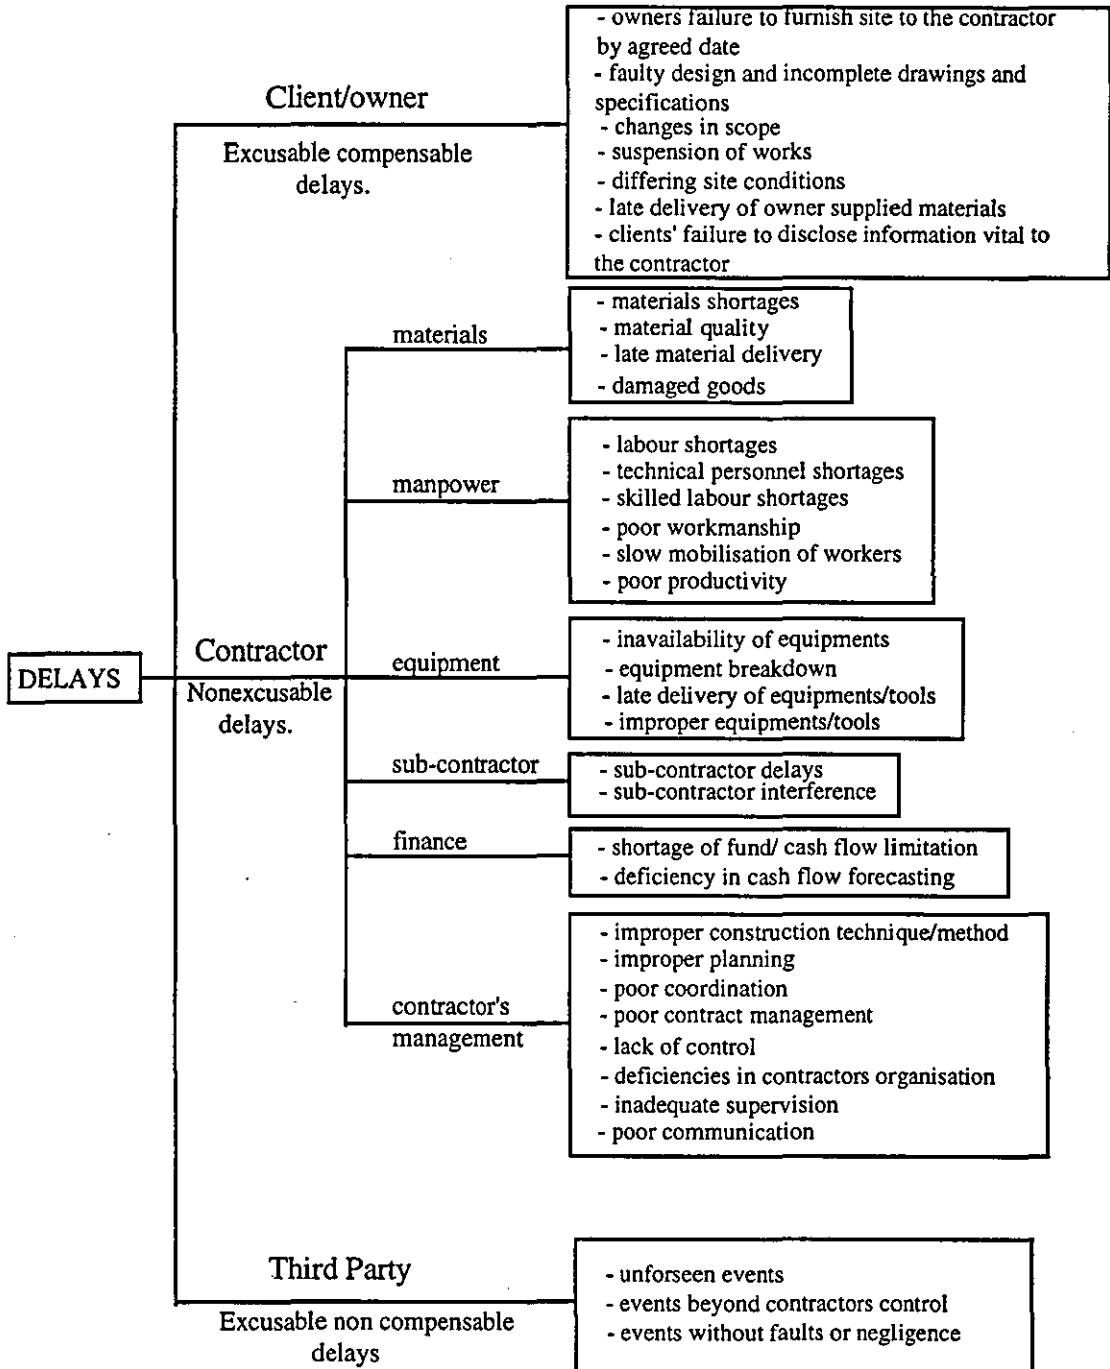 - owners failure to furnish site to the contractor
by agreed date
- faulty design and incomplete drawings and
specifications
- changes in scope
- suspension of works
- differing site conditions
- late delivery of owner supplied materials
- clients' failure to disclose information vital to
the contractor
Client/owner
Excusable compensable
delays.
materials
- materials shortages
- material quality
- late material delivery
- damaged goods
manpower
- labour shortages
- technical personnel shortages
- skilled labour shortages
- poor workmanship
- slow mobilisation of workers
- poor productivity
DELAYS
Contractor
Nonexcusable
delays.
equipment
- inavailability of equipments
- equipment breakdown
- late delivery of equipments/tools
- improper equipments/tools
sub-contractor
- sub-contractor delays
- sub-contractor interference
finance
- shortage of fund/ cash flow limitation
- deficiency in cash flow forecasting
contractor's
management
- improper construction technique/method
- improper planning
- poor coordination
- poor contract management
- lack of control
- deficiencies in contractors organisation
- inadequate supervision
- poor communication
Third Party
Excusable non compensable
delays
- unforseen events
- events beyond contractors control
- events without faults or negligence